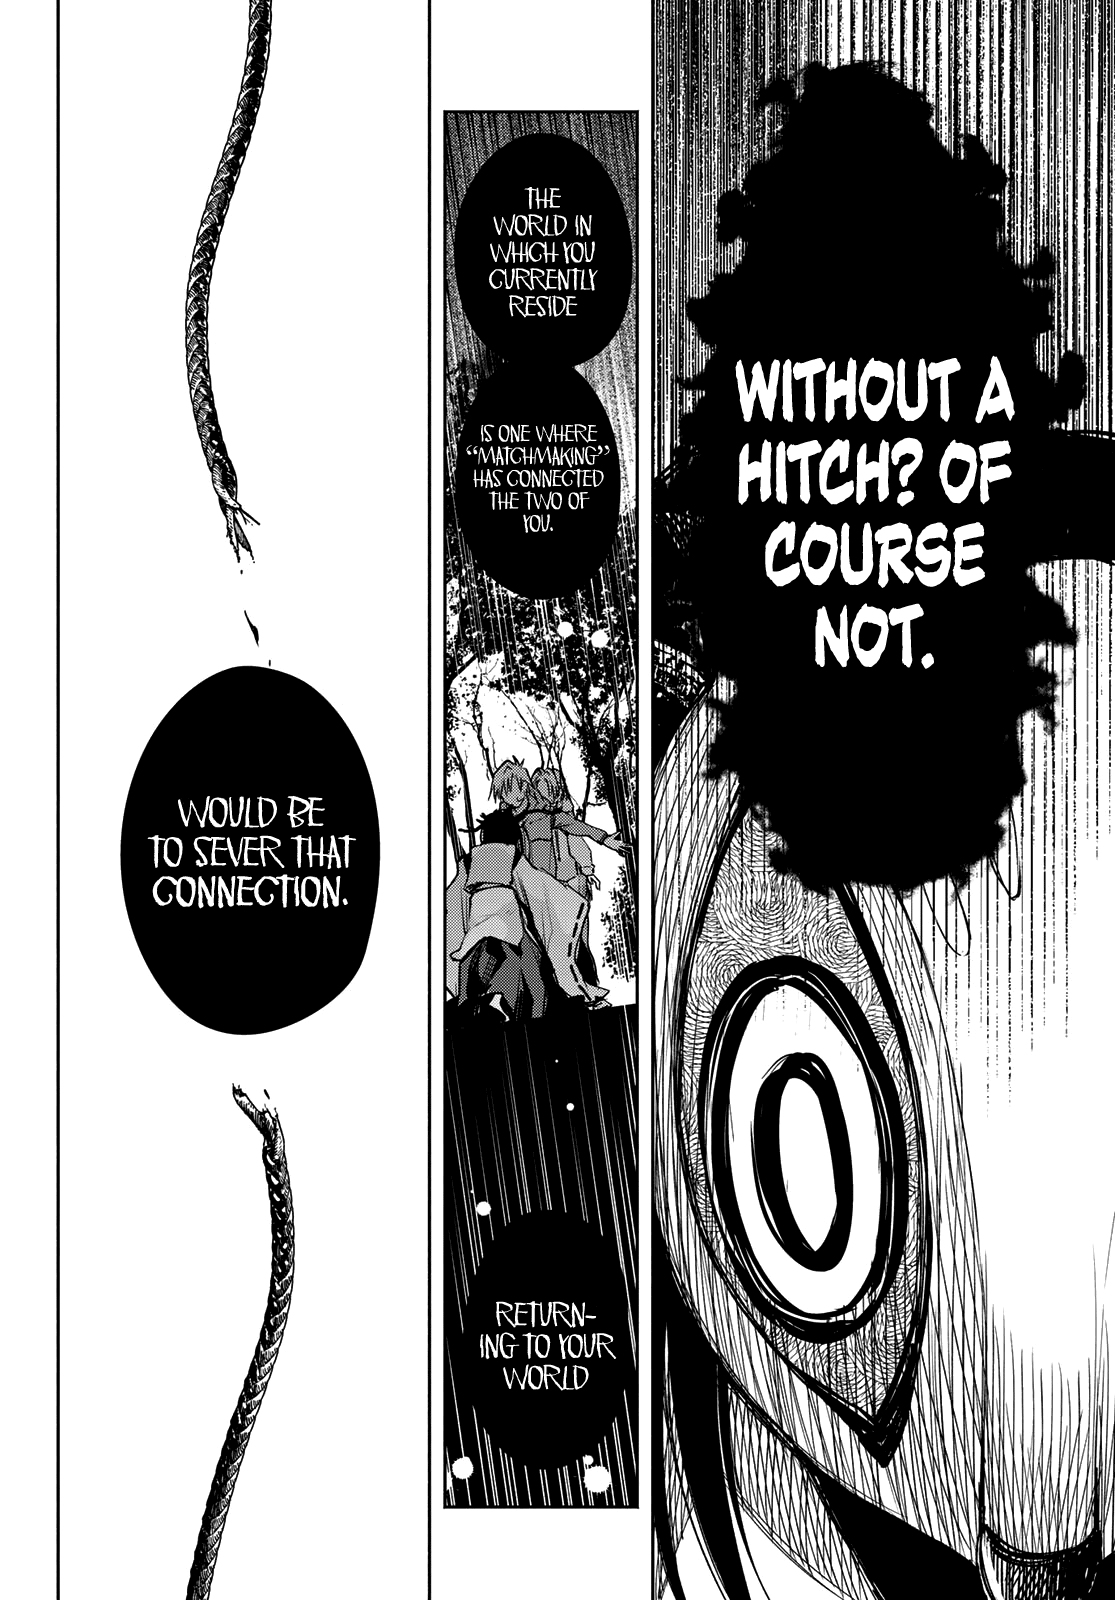 WITHOUT A
HITCH? OF
COURSE
NOT.
THE
WORLD IN
WHICH YOU
CURRENTLY
RESIDE
IS ONE WHERE
“MATCHMAKING”
HAS CONNECTED
THE TWO OF
YOU.
RETURN-
ING TO YOUR
WORLD
WOULD BE
TO SEVER THAT
CONNECTION.